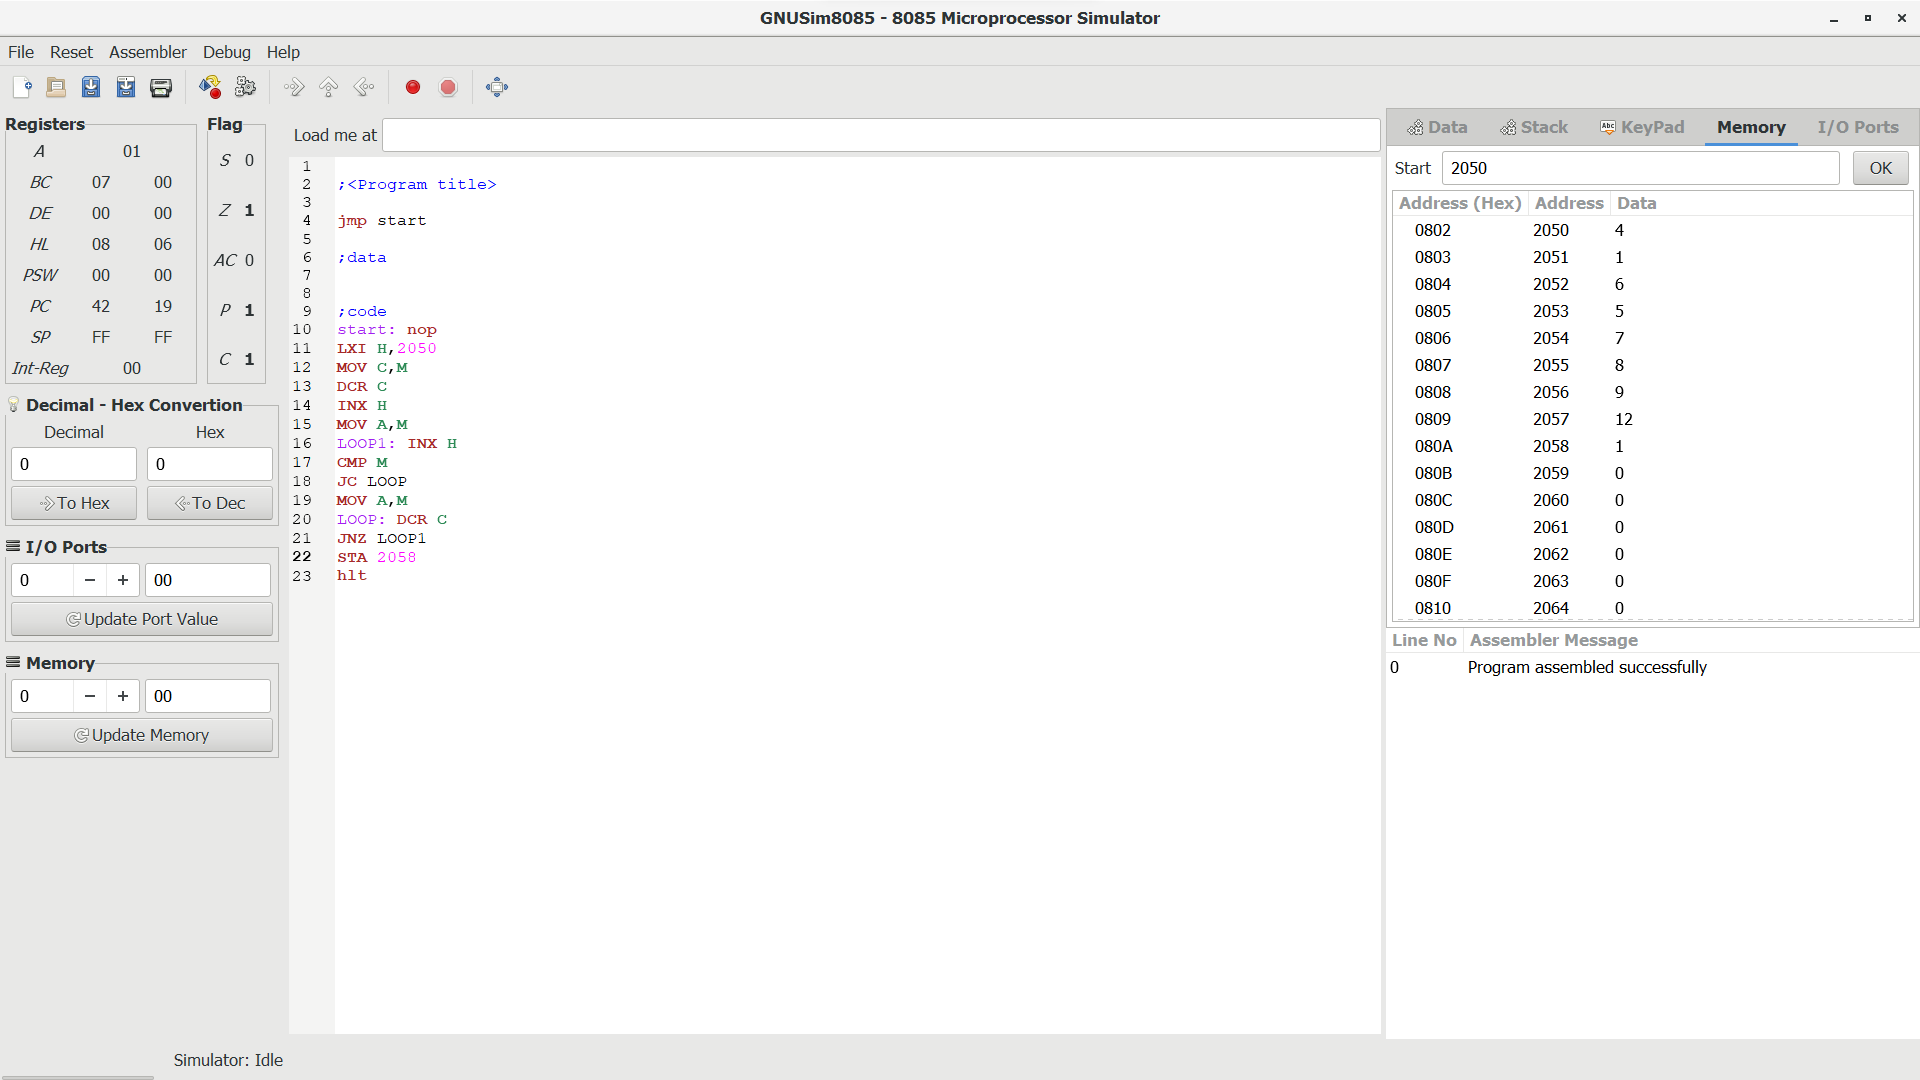 GNUSim8085 - 8085 Microprocessor Simulator
File Reset Assembler Debug Help
Registers
A 01
BC 07 00
DE 00 00
HL 08 06
PSW 00 00
PC 42 19
SP FF FF
Int-Reg 00
Flag
S 0
Z 1
AC 0
P 1
C 1
Decimal - Hex Convertion
Decimal Hex
0 0
To Hex To Dec
I/O Ports
0 - + 00
Update Port Value
Memory
0 - + 00
Update Memory
Load me at
1
2 ;<Program title>
3
4 jmp start
5
6 ;data
7
8
9 ;code
10 start: nop
11 LXI H,2050
12 MOV C,M
13 DCR C
14 INX H
15 MOV A,M
16 LOOP1: INX H
17 CMP M
18 JC LOOP
19 MOV A,M
20 LOOP: DCR C
21 JNZ LOOP1
22 STA 2058
23 hlt
Data Stack Abc KeyPad Memory I/O Ports
Start 2050 OK
Address (Hex) Address Data
0802 2050 4
0803 2051 1
0804 2052 6
0805 2053 5
0806 2054 7
0807 2055 8
0808 2056 9
0809 2057 12
080A 2058 1
080B 2059 0
080C 2060 0
080D 2061 0
080E 2062 0
080F 2063 0
0810 2064 0
Line No Assembler Message
0 Program assembled successfully
Simulator: Idle